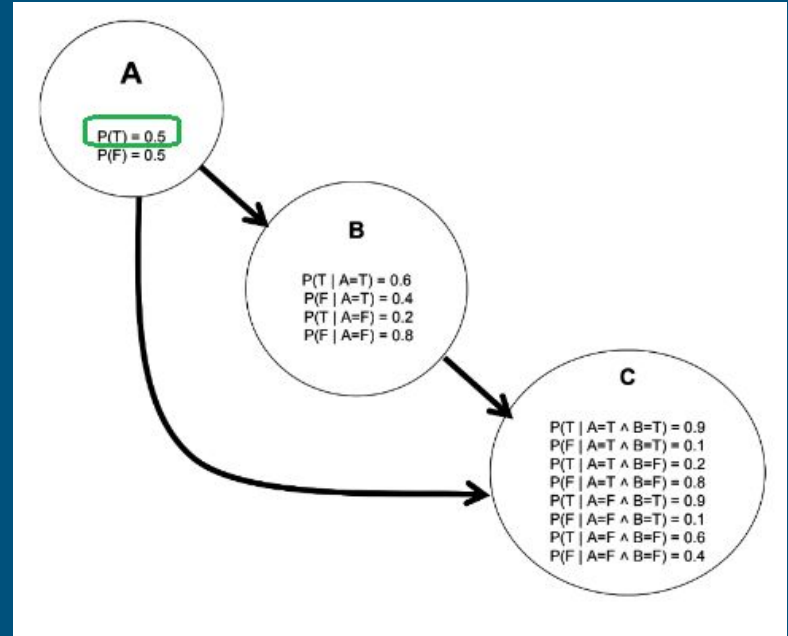 A
P(T) = 0.5
P(F) = 0.5
B
P(T | A=T) = 0.6
P(F | A=T) = 0.4
P(T | A=F) = 0.2
P(F | A=F) = 0.8
C
P(T | A=T ∧ B=T) = 0.9
P(F | A=T ∧ B=T) = 0.1
P(T | A=T ∧ B=F) = 0.2
P(F | A=T ∧ B=F) = 0.8
P(T | A=F ∧ B=T) = 0.9
P(F | A=F ∧ B=T) = 0.1
P(T | A=F ∧ B=F) = 0.6
P(F | A=F ∧ B=F) = 0.4